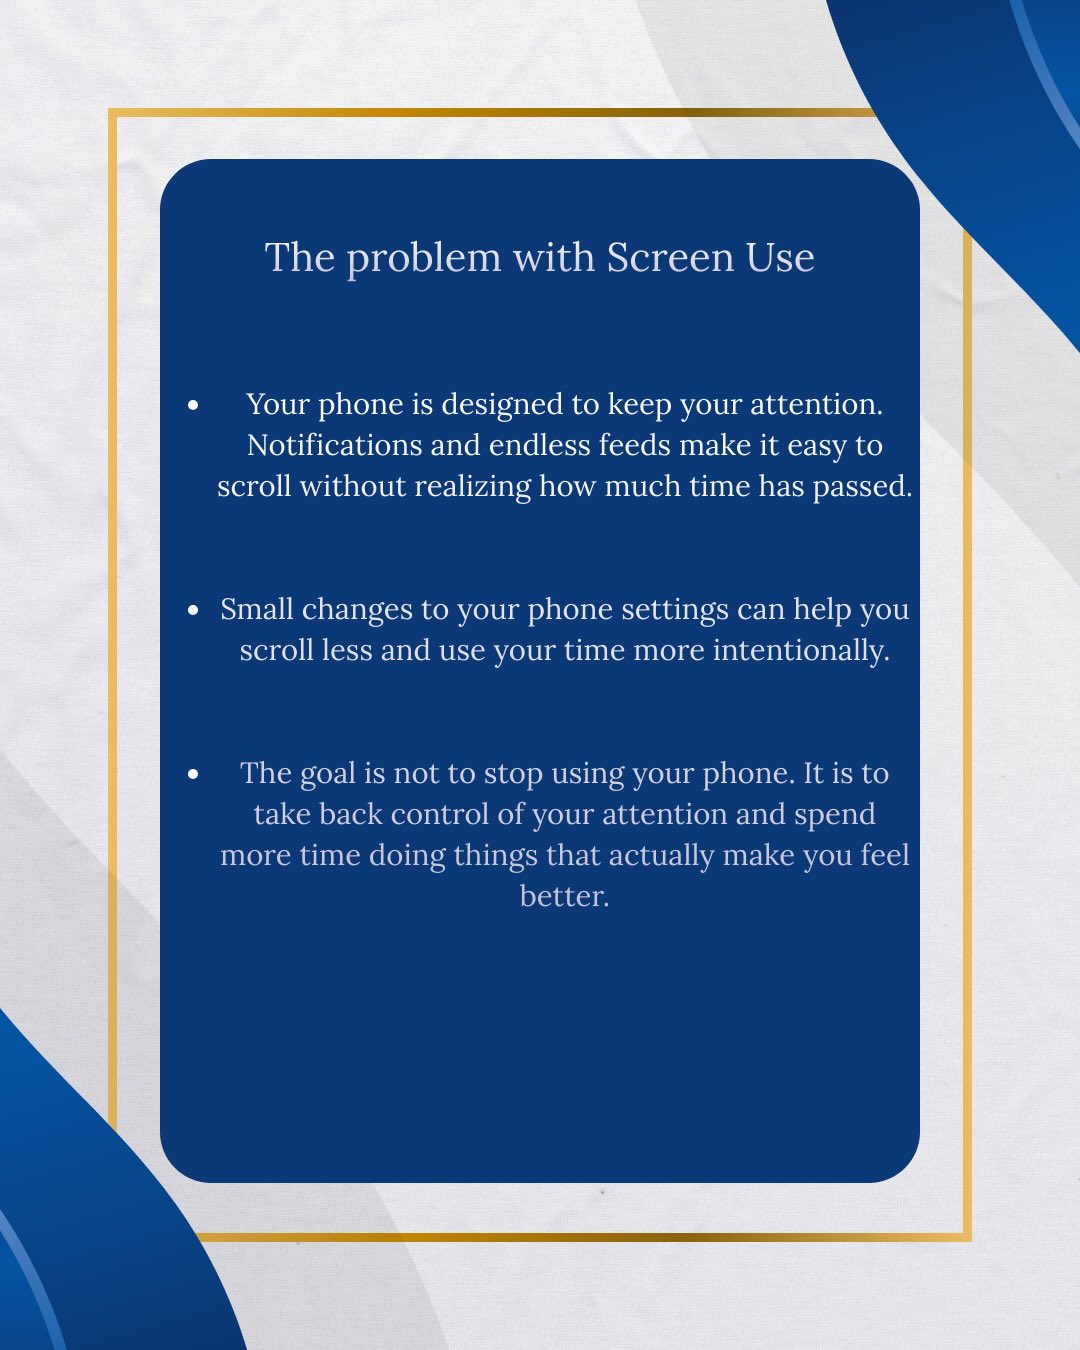 The problem with Screen Use
• Your phone is designed to keep your attention.
Notifications and endless feeds make it easy to
scroll without realizing how much time has passed.
• Small changes to your phone settings can help you
scroll less and use your time more intentionally.
• The goal is not to stop using your phone. It is to
take back control of your attention and spend
more time doing things that actually make you feel
better.